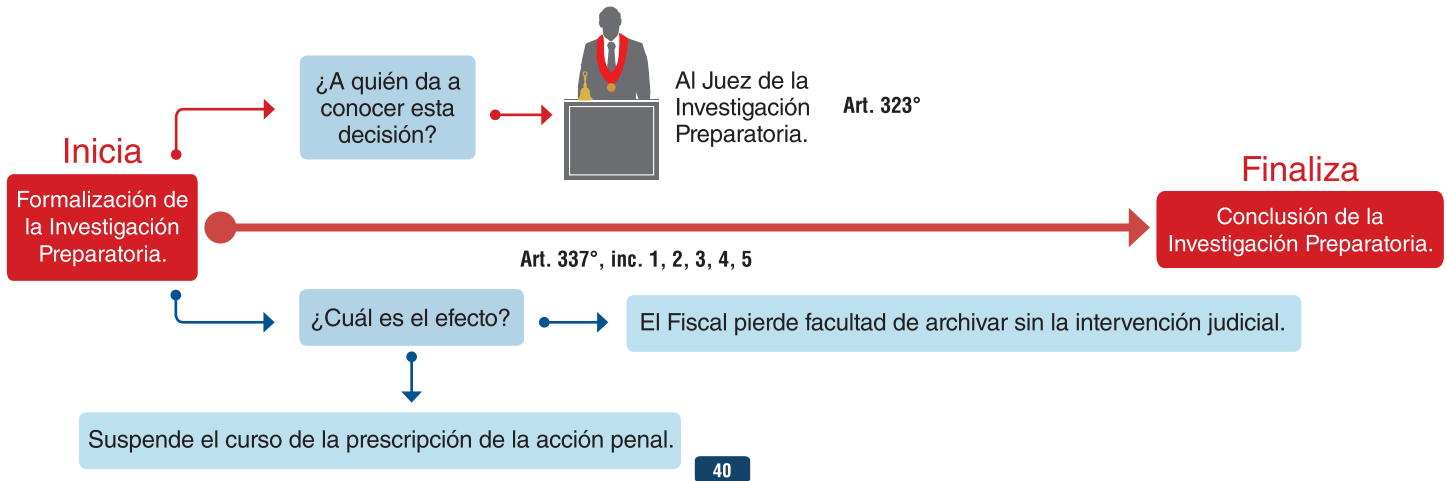 ¿A quién da a
conocer esta
decisión?
Al Juez de la
Investigación
Preparatoria.
Art. 323°
Inicia
Formalización de
la Investigación
Preparatoria.
Finaliza
Conclusión de la
Investigación Preparatoria.
Art. 337°, inc. 1, 2, 3, 4, 5
¿Cuál es el efecto?
El Fiscal pierde facultad de archivar sin la intervención judicial.
Suspende el curso de la prescripción de la acción penal.
40